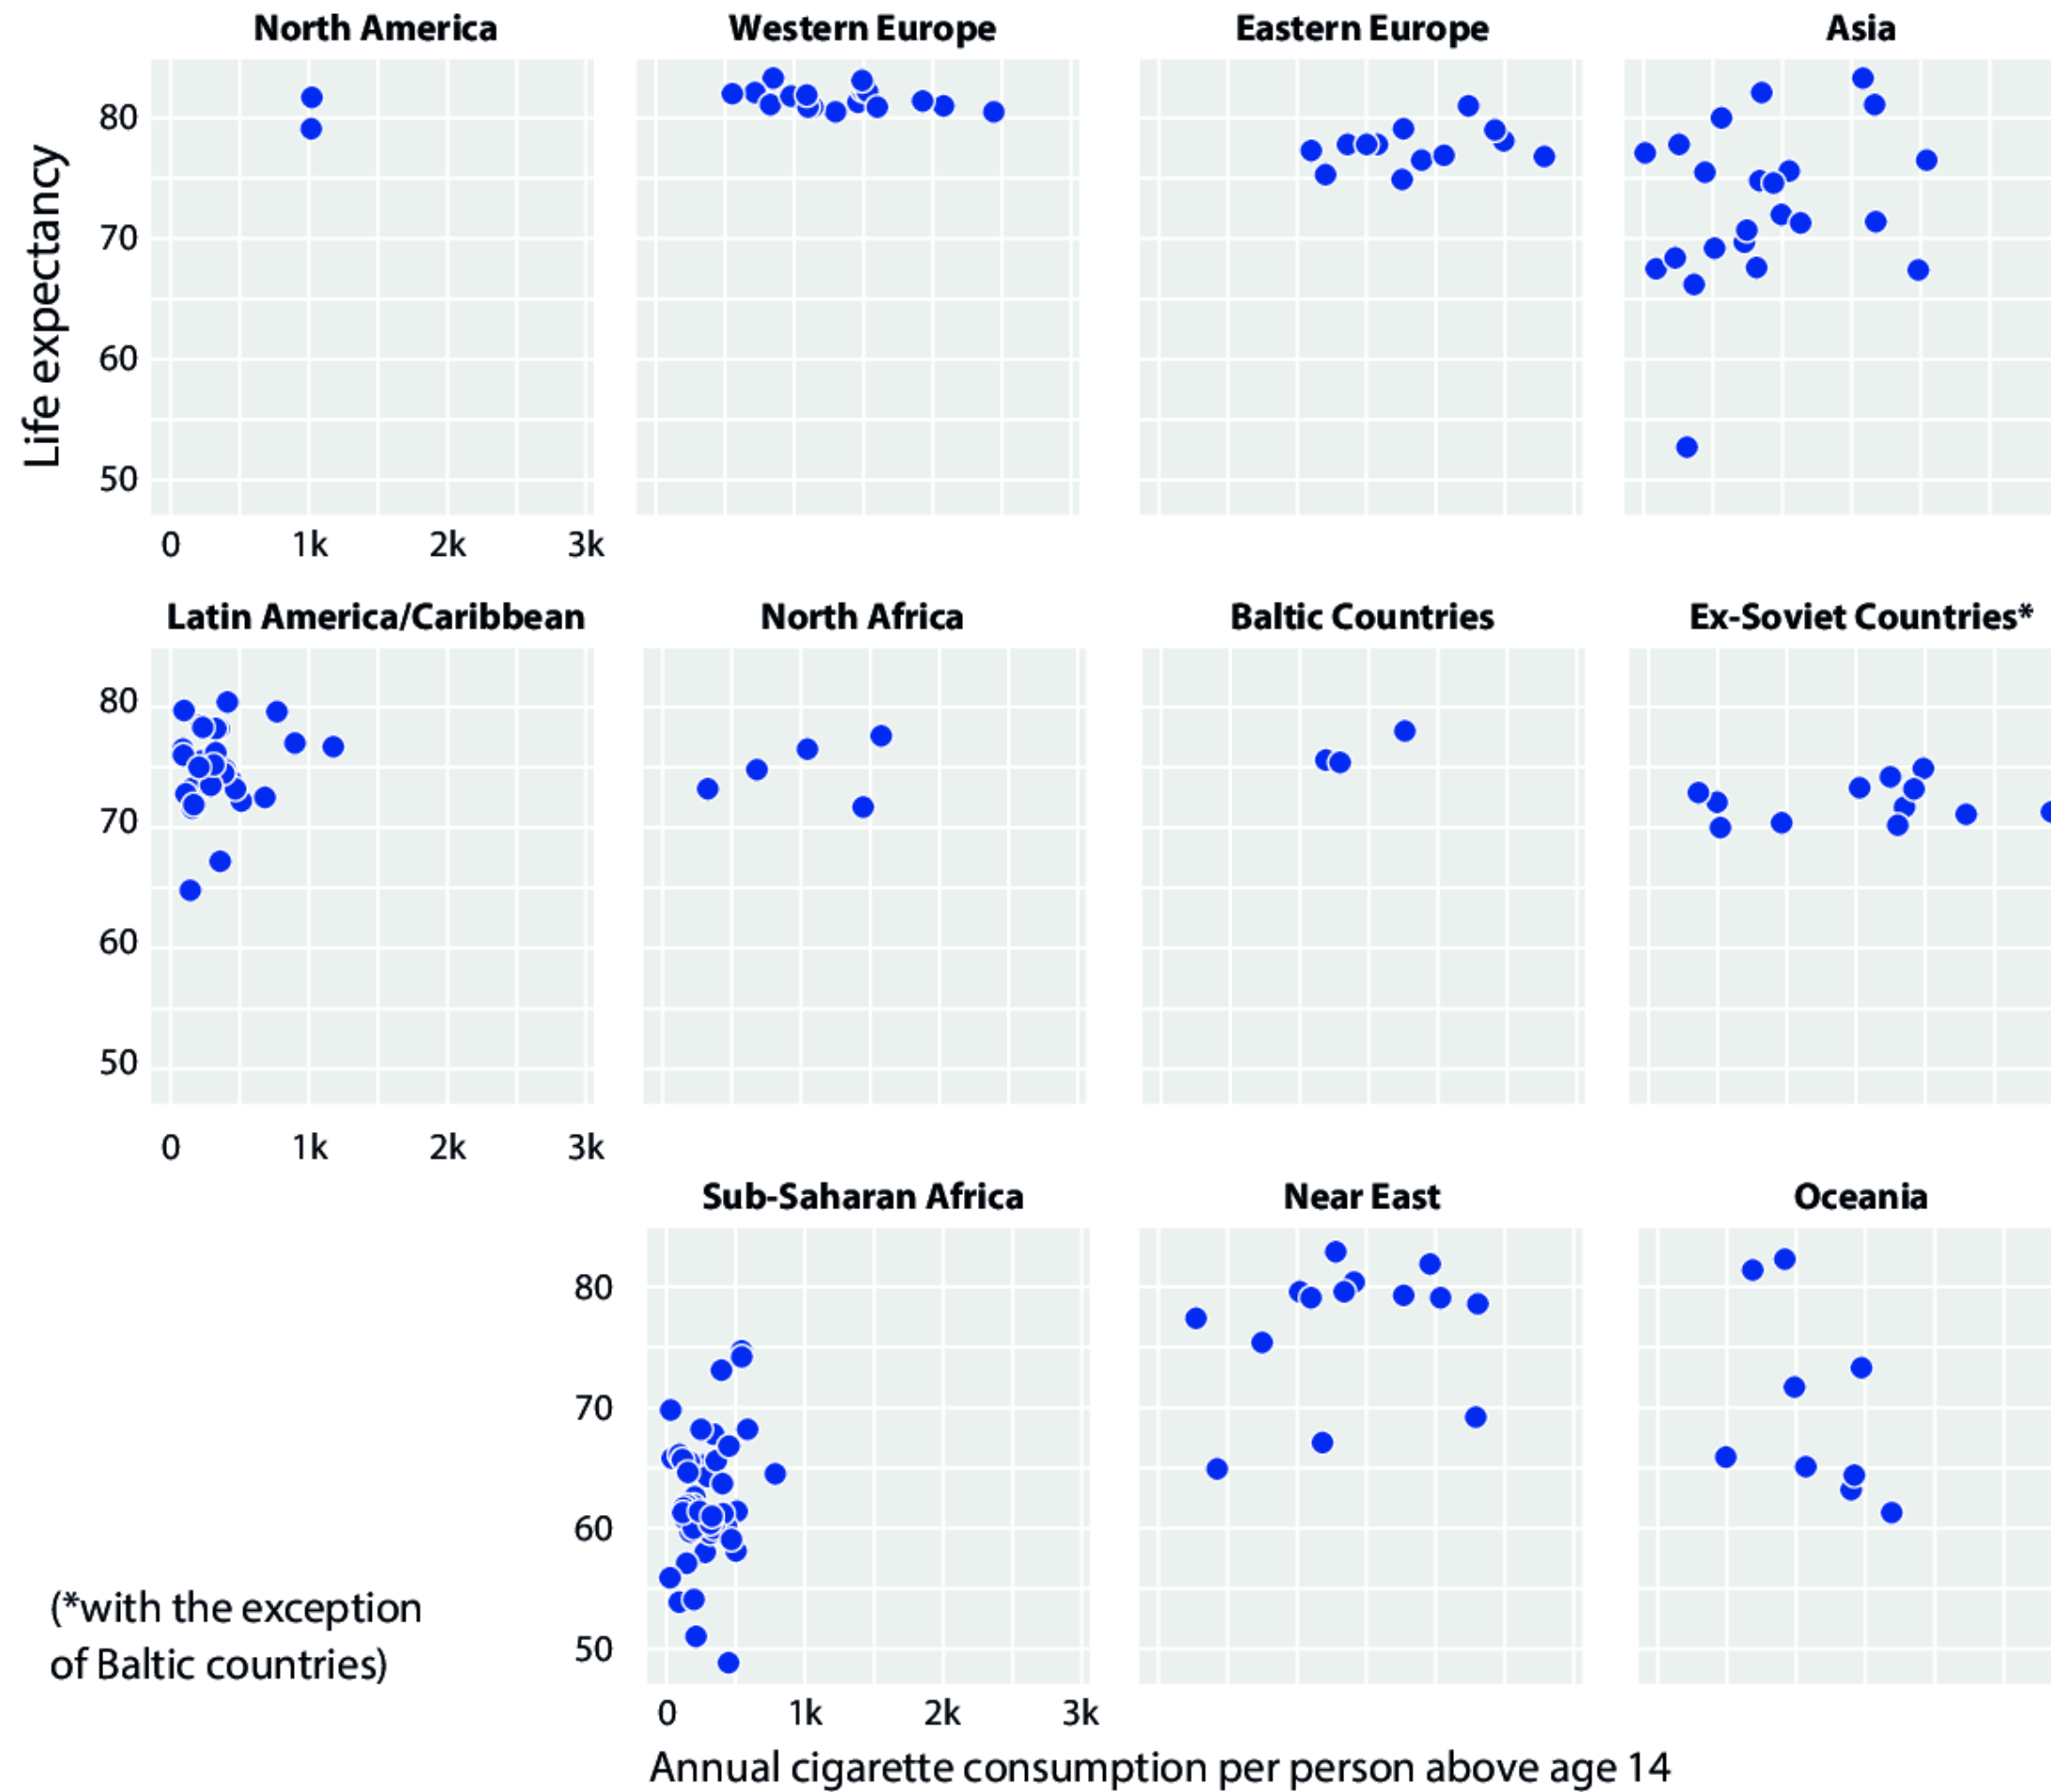 North America Western Europe Eastern Europe Asia
Life expectancy
80
70
60
50
0 1k 2k 3k
Latin America/Caribbean North Africa Baltic Countries Ex-Soviet Countries*
80
70
60
50
0 1k 2k 3k
Sub-Saharan Africa Near East Oceania
80
70
60
50
(*with the exception
of Baltic countries)
0 1k 2k 3k
Annual cigarette consumption per person above age 14